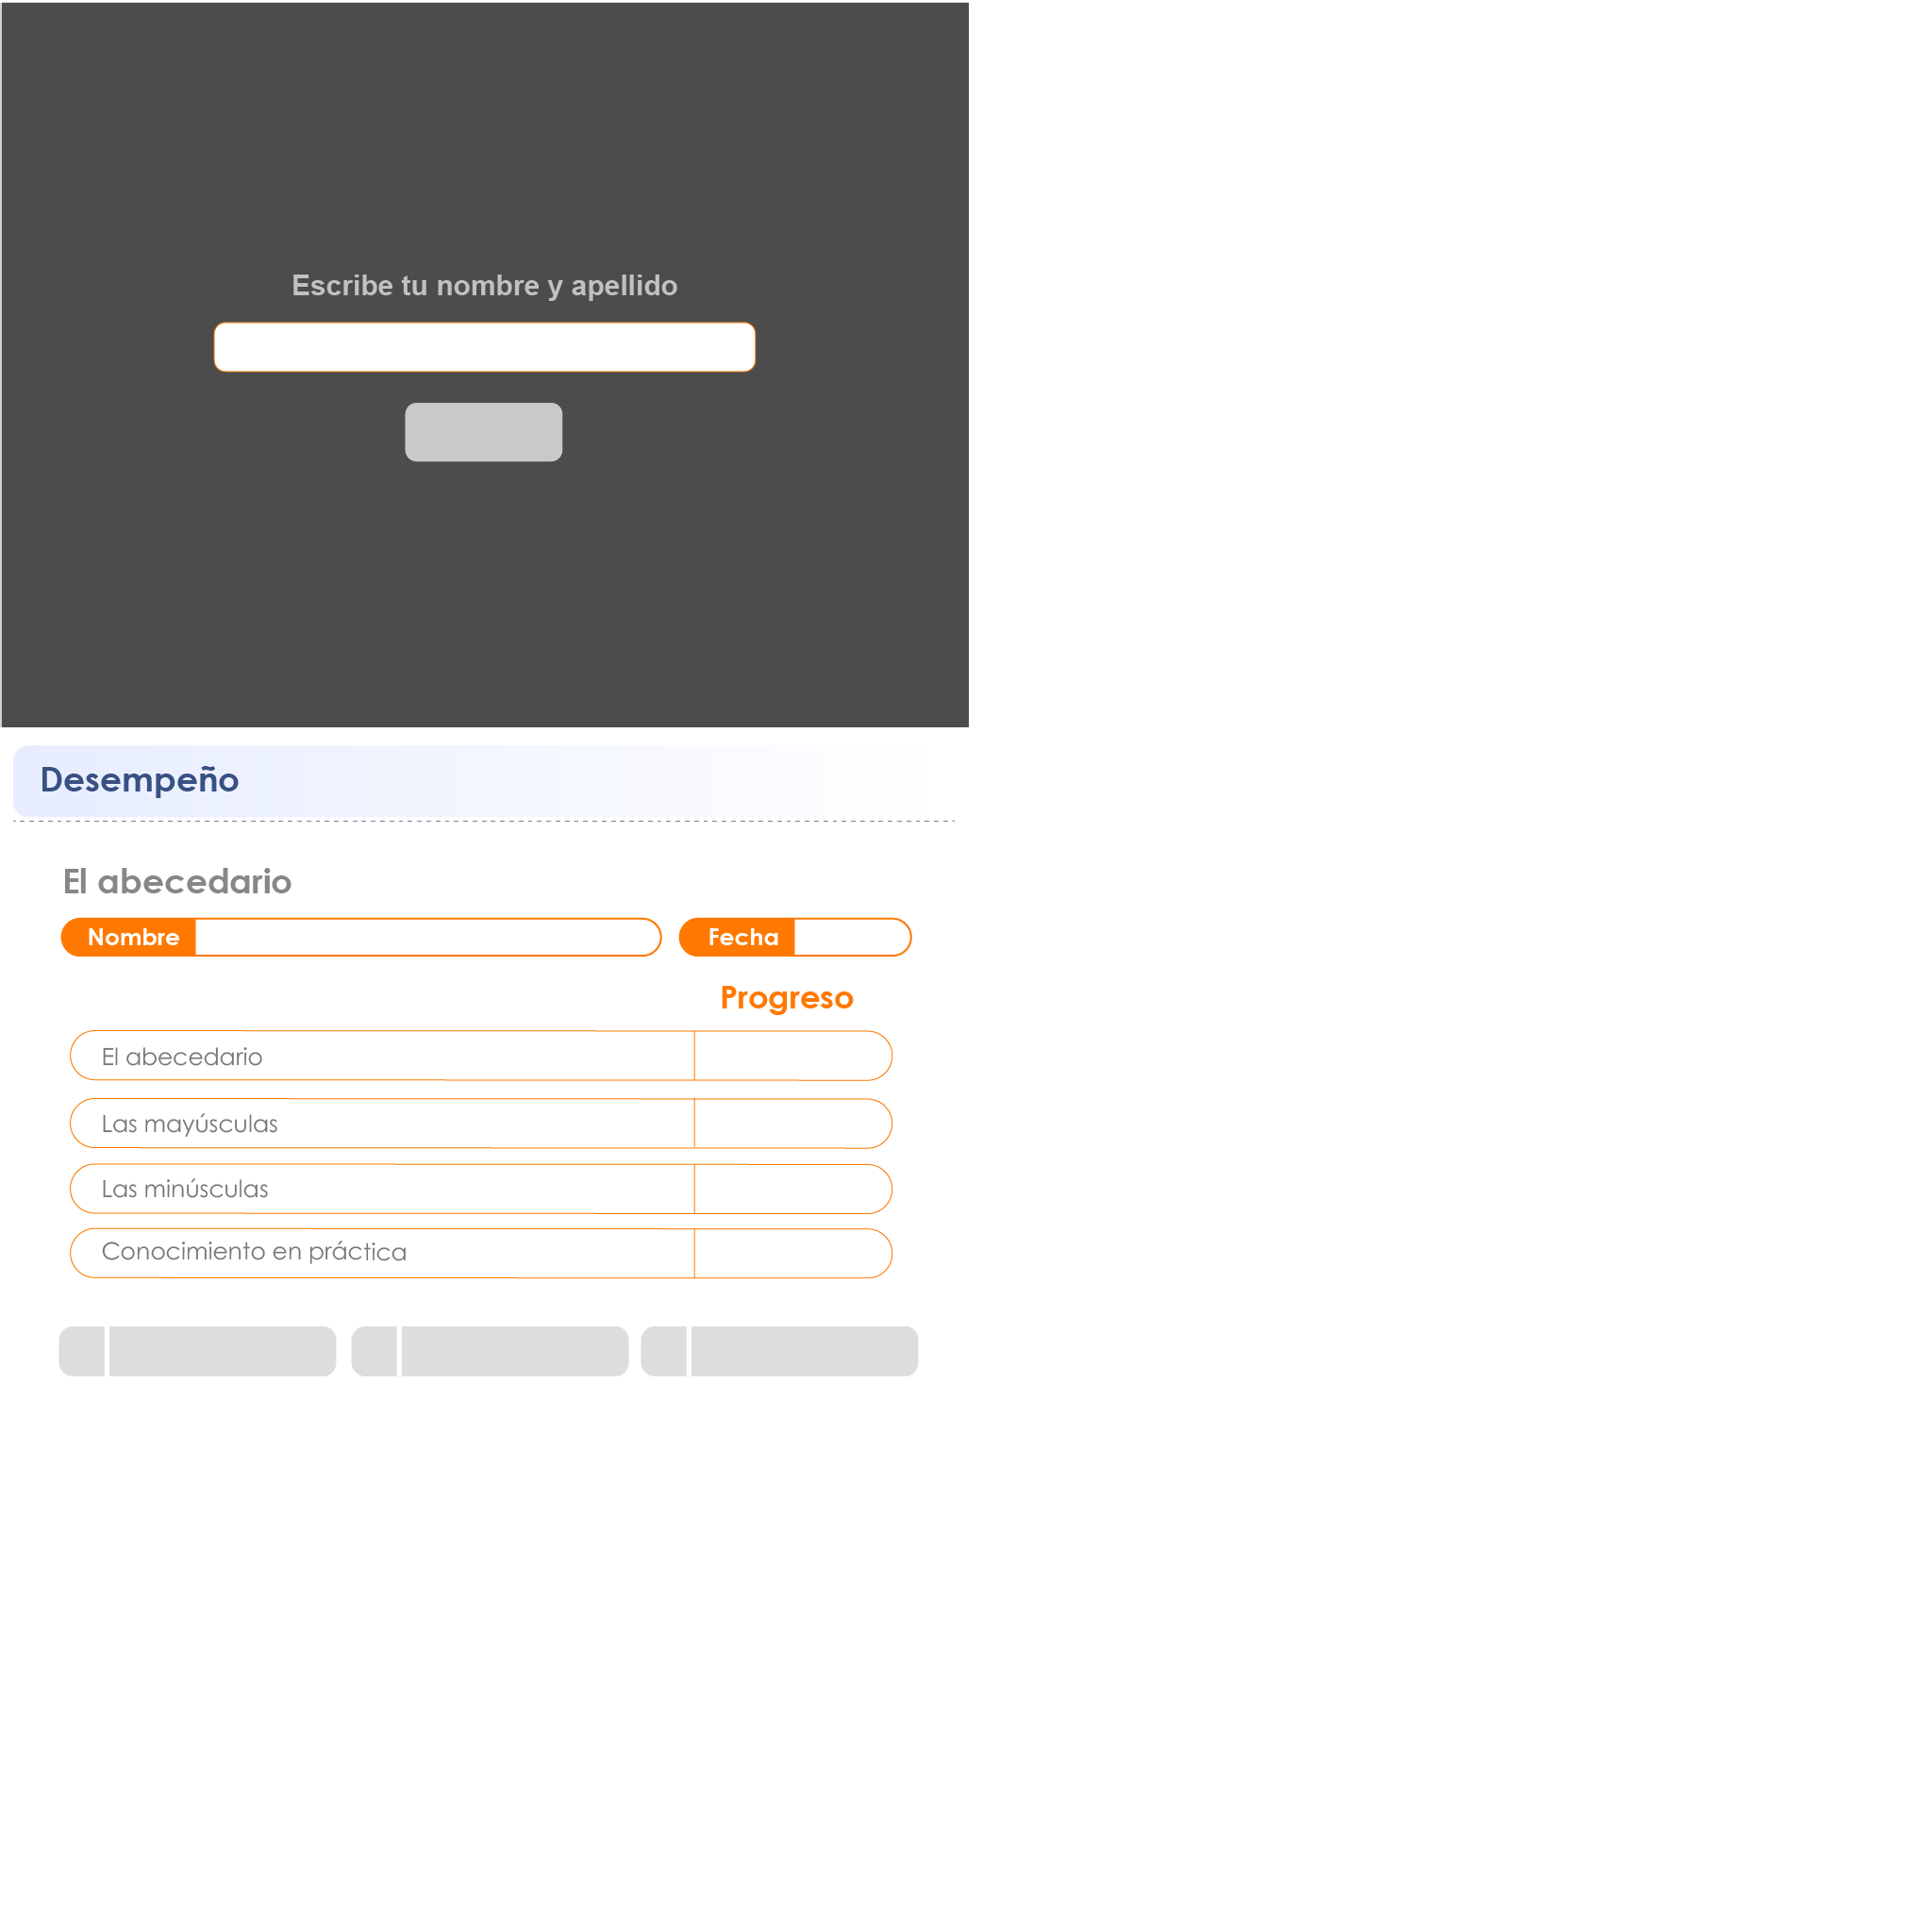 Escribe tu nombre y apellido
Desempeño
El abecedario
Nombre Fecha
Progreso
El abecedario
Las mayúsculas
Las minúsculas
Conocimiento en práctica